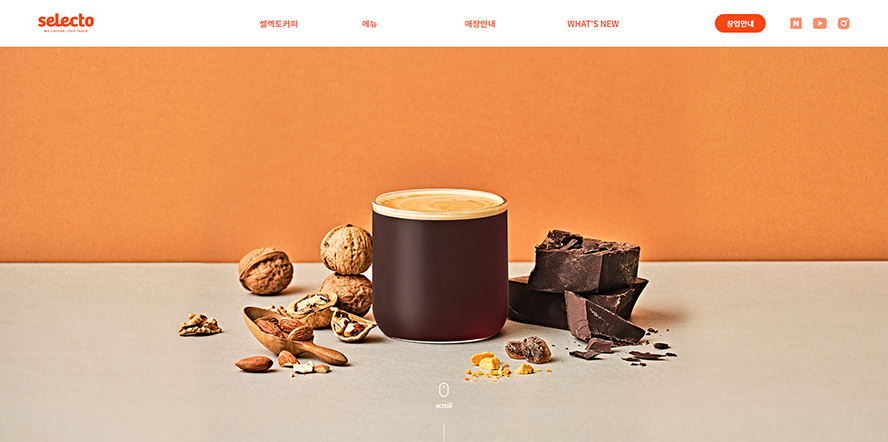 selecto
MY COFFEE, OUR TABLE
셀렉토커피
메뉴
매장안내
WHAT'S NEW
창업안내
scroll